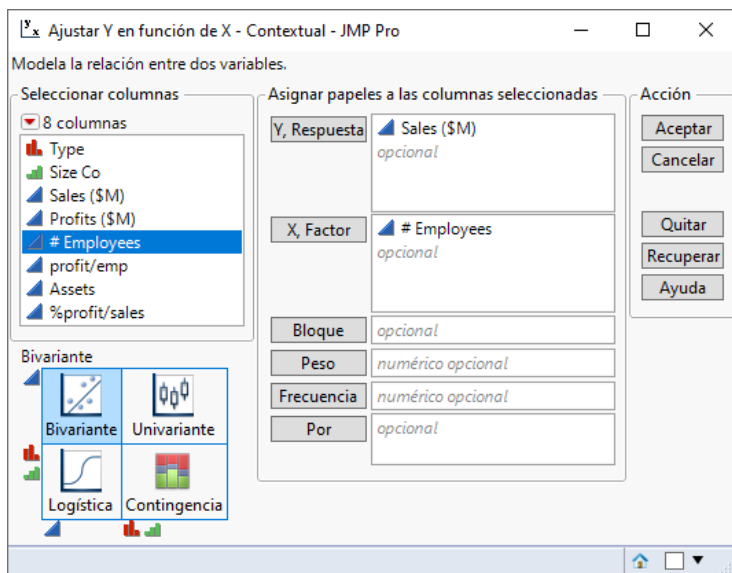 Ajustar Y en función de X - Contextual - JMP Pro
Modela la relación entre dos variables.
Seleccionar columnas
8 columnas
Type
Size Co
Sales ($M)
Profits ($M)
# Employees
profit/emp
Assets
%profit/sales
Asignar papeles a las columnas seleccionadas
Y, Respuesta
Sales ($M)
opcional
X, Factor
# Employees
opcional
Bloque
opcional
Peso
numérico opcional
Frecuencia
numérico opcional
Por
opcional
Acción
Aceptar
Cancelar
Quitar
Recuperar
Ayuda
Bivariante
Bivariante
Univariante
Logística
Contingencia